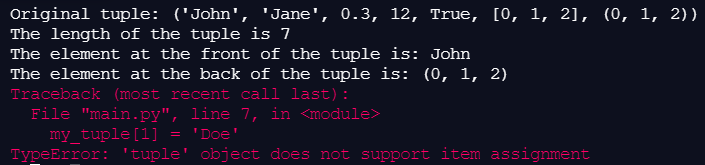 Original tuple: ('John', 'Jane', 0.3, 12, True, [0, 1, 2], (0, 1, 2))
The length of the tuple is 7
The element at the front of the tuple is: John
The element at the back of the tuple is: (0, 1, 2)
Traceback (most recent call last):
  File "main.py", line 7, in <module>
    my_tuple[1] = 'Doe'
TypeError: 'tuple' object does not support item assignment